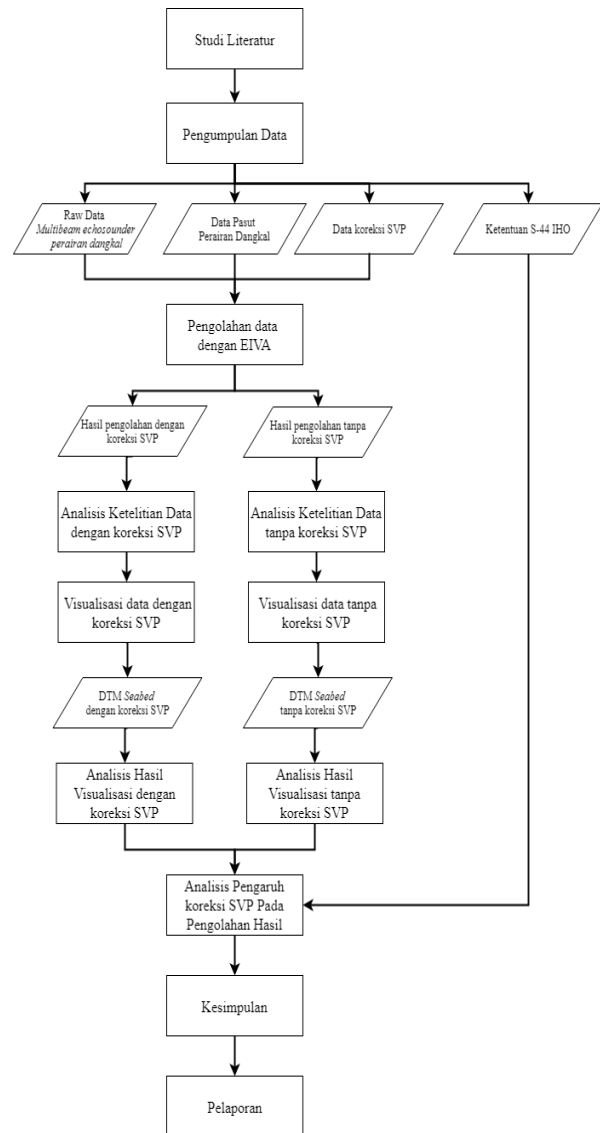 Studi Literatur
Pengumpulan Data
Raw Data
Multibeam echosounder
perairan dangkal
Data Pasut
Perairan Dangkal
Data koreksi SVP
Ketentuan S-44 IHO
Pengolahan data
dengan EIVA
Hasil pengolahan dengan
koreksi SVP
Hasil pengolahan tanpa
koreksi SVP
Analisis Ketelitian Data
dengan koreksi SVP
Analisis Ketelitian Data
tanpa koreksi SVP
Visualisasi data dengan
koreksi SVP
Visualisasi data tanpa
koreksi SVP
DTM Seabed
dengan koreksi SVP
DTM Seabed
tanpa koreksi SVP
Analisis Hasil
Visualisasi dengan
koreksi SVP
Analisis Hasil
Visualisasi tanpa
koreksi SVP
Analisis Pengaruh
koreksi SVP Pada
Pengolahan Hasil
Kesimpulan
Pelaporan